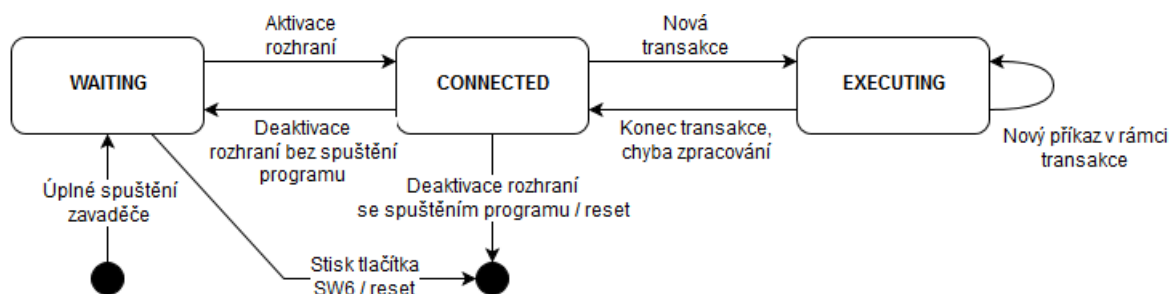 Aktivace
rozhraní
Nová
transakce
WAITING
CONNECTED
EXECUTING
Deaktivace
rozhraní bez spuštění
programu
Konec transakce,
chyba zpracování
Nový příkaz v rámci
transakce
Úplné spuštění
zavaděče
Deaktivace rozhraní
se spuštěním programu / reset
Stisk tlačítka
SW6 / reset